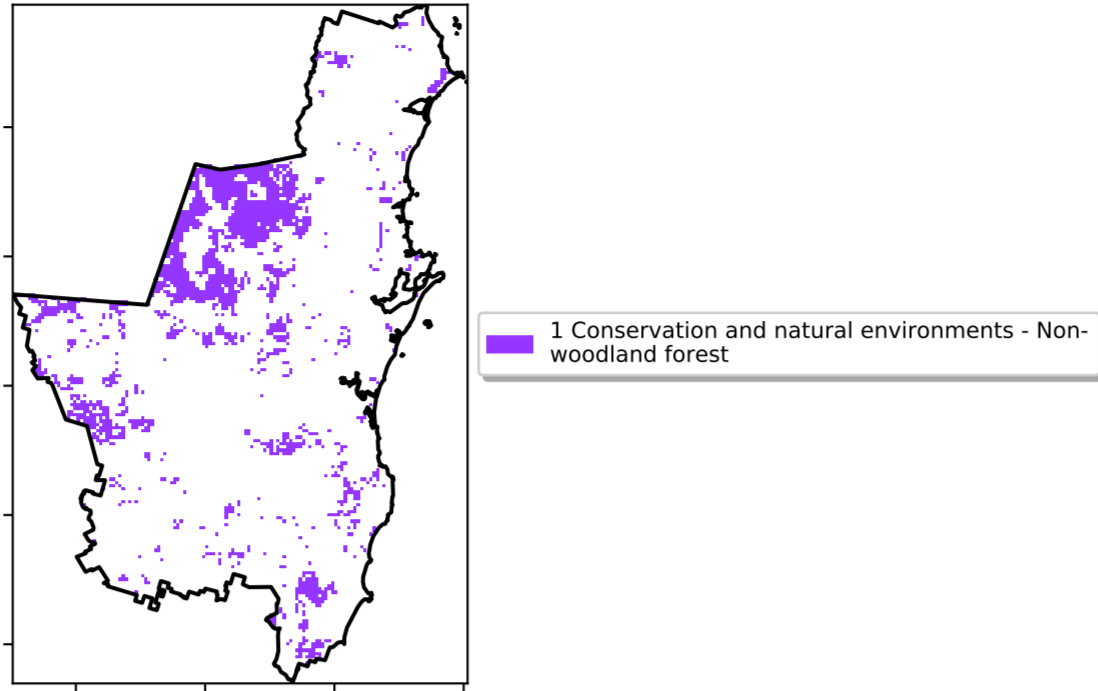 1 Conservation and natural environments - Non-
woodland forest